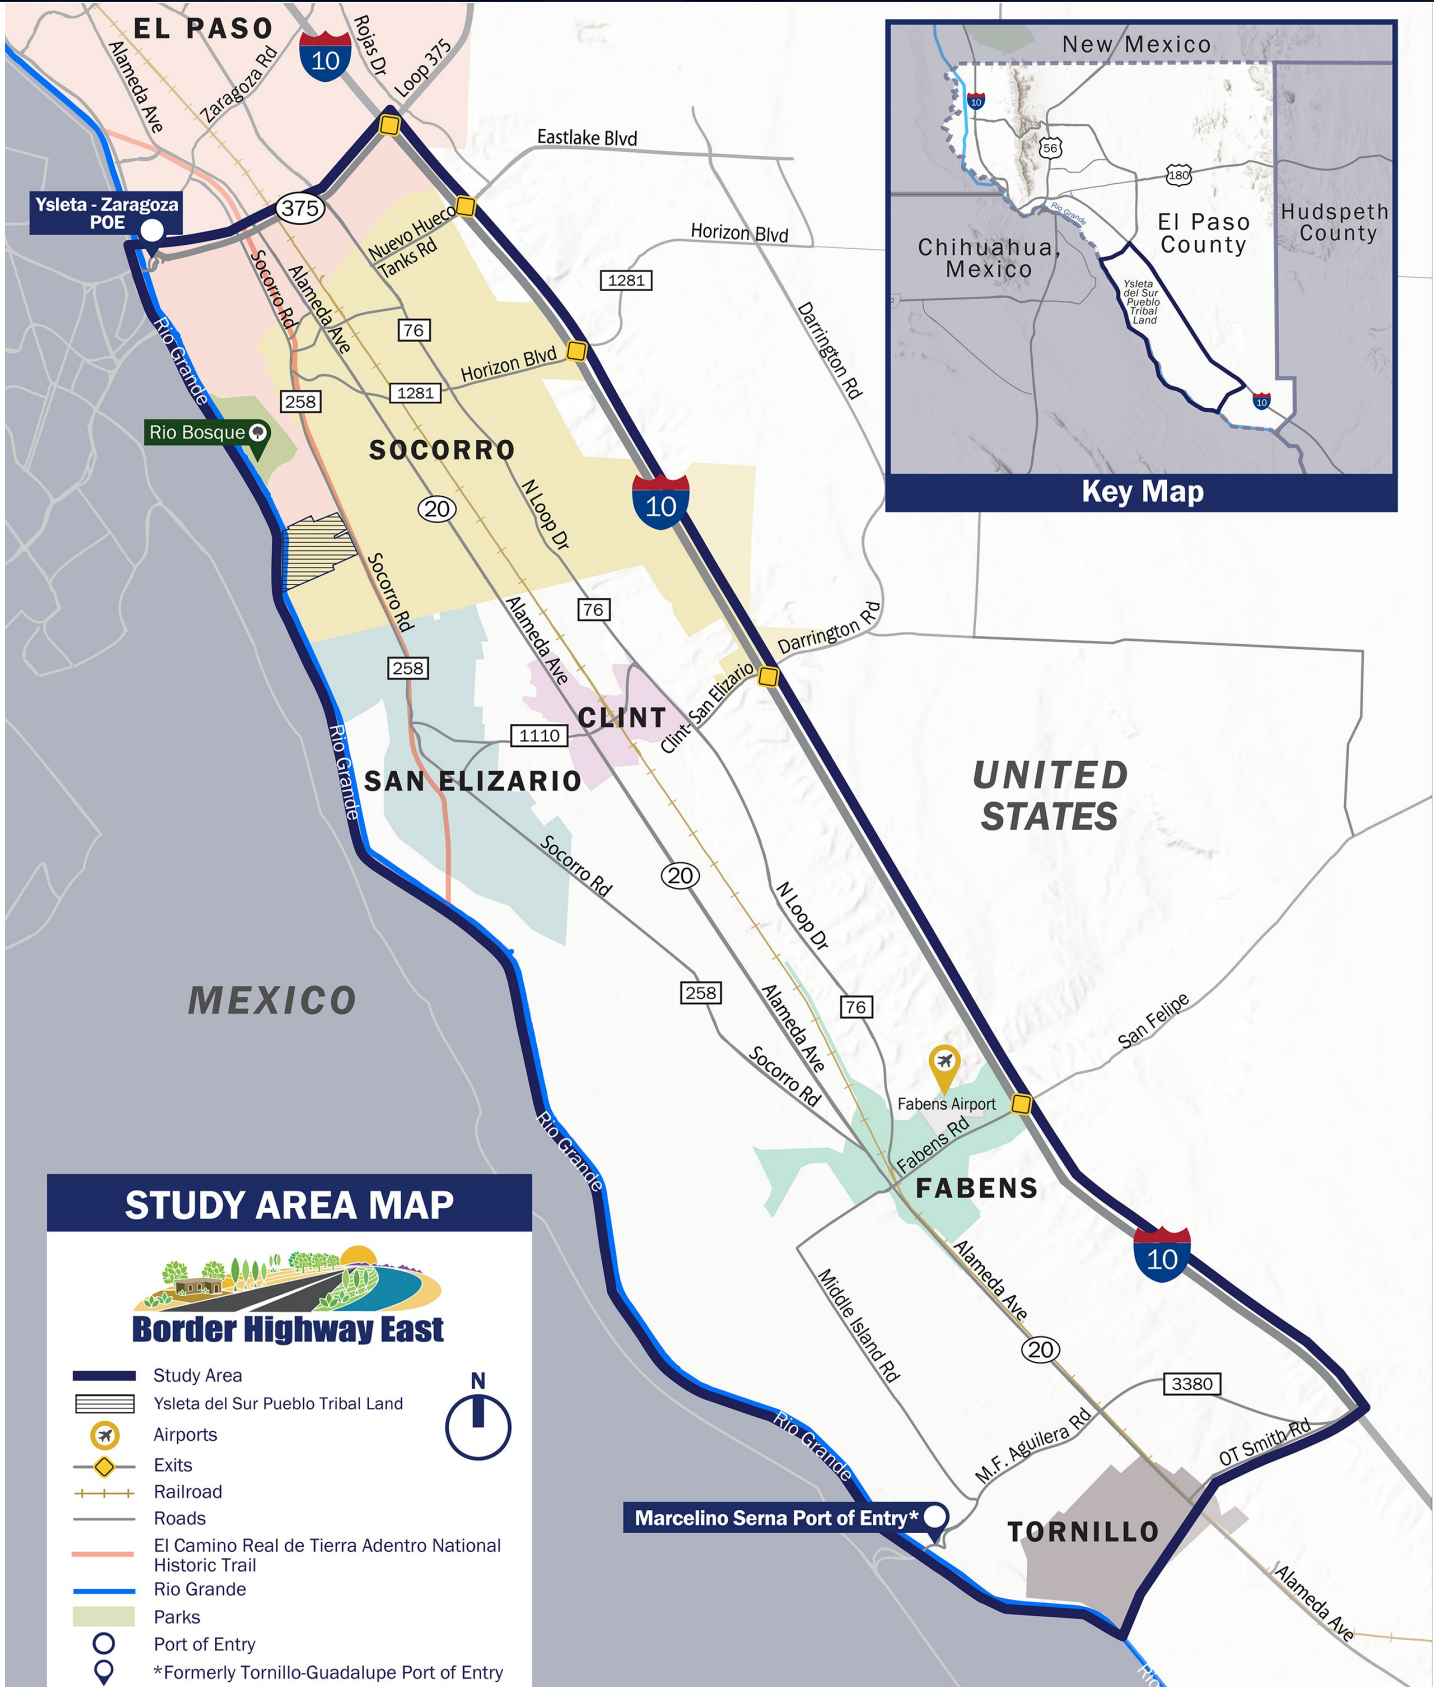 EL PASO
10
Rojas Dr
Loop 375
Alameda Ave
Zaragoza Rd
Eastlake Blvd
Ysleta - Zaragoza
POE
375
Nuevo Hueco
Tanks Rd
Horizon Blvd
1281
Socorro Rd
Alameda Ave
76
Darrington Rd
Rio Grande
Horizon Blvd
1281
258
Rio Bosque
SOCORRO
20
N Loop Dr
10
Socorro Rd
76
Alameda Ave
Darrington Rd
258
Clint- San Elizario
CLINT
1110
Rio Grande
SAN ELIZARIO
UNITED
STATES
Socorro Rd
20
N Loop Dr
MEXICO
258
76
Alameda Ave
San Felipe
Socorro Rd
Fabens Airport
Fabens Rd
Rio Grande
FABENS
10
Alameda Ave
Middle Island Rd
20
3380
M.F. Aguilera Rd
OT Smith Rd
Rio Grande
Marcelino Serna Port of Entry*
TORNILLO
Alameda Ave
Rio
New Mexico
10
56
180
Rio Grande
El Paso
County
Hudspeth
County
Chihuahua,
Mexico
Ysleta
del Sur
Pueblo
Tribal
Land
2
10
Key Map
STUDY AREA MAP
Border Highway East
Study Area
N
Ysleta del Sur Pueblo Tribal Land
Airports
Exits
Railroad
Roads
El Camino Real de Tierra Adentro National
Historic Trail
Rio Grande
Parks
Port of Entry
*Formerly Tornillo-Guadalupe Port of Entry